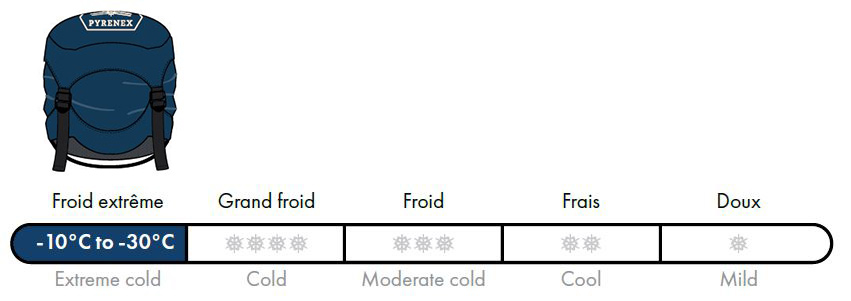 PYRENEX
Froid extrême Grand froid Froid Frais Doux
-10°C to -30°C
Extreme cold Cold Moderate cold Cool Mild